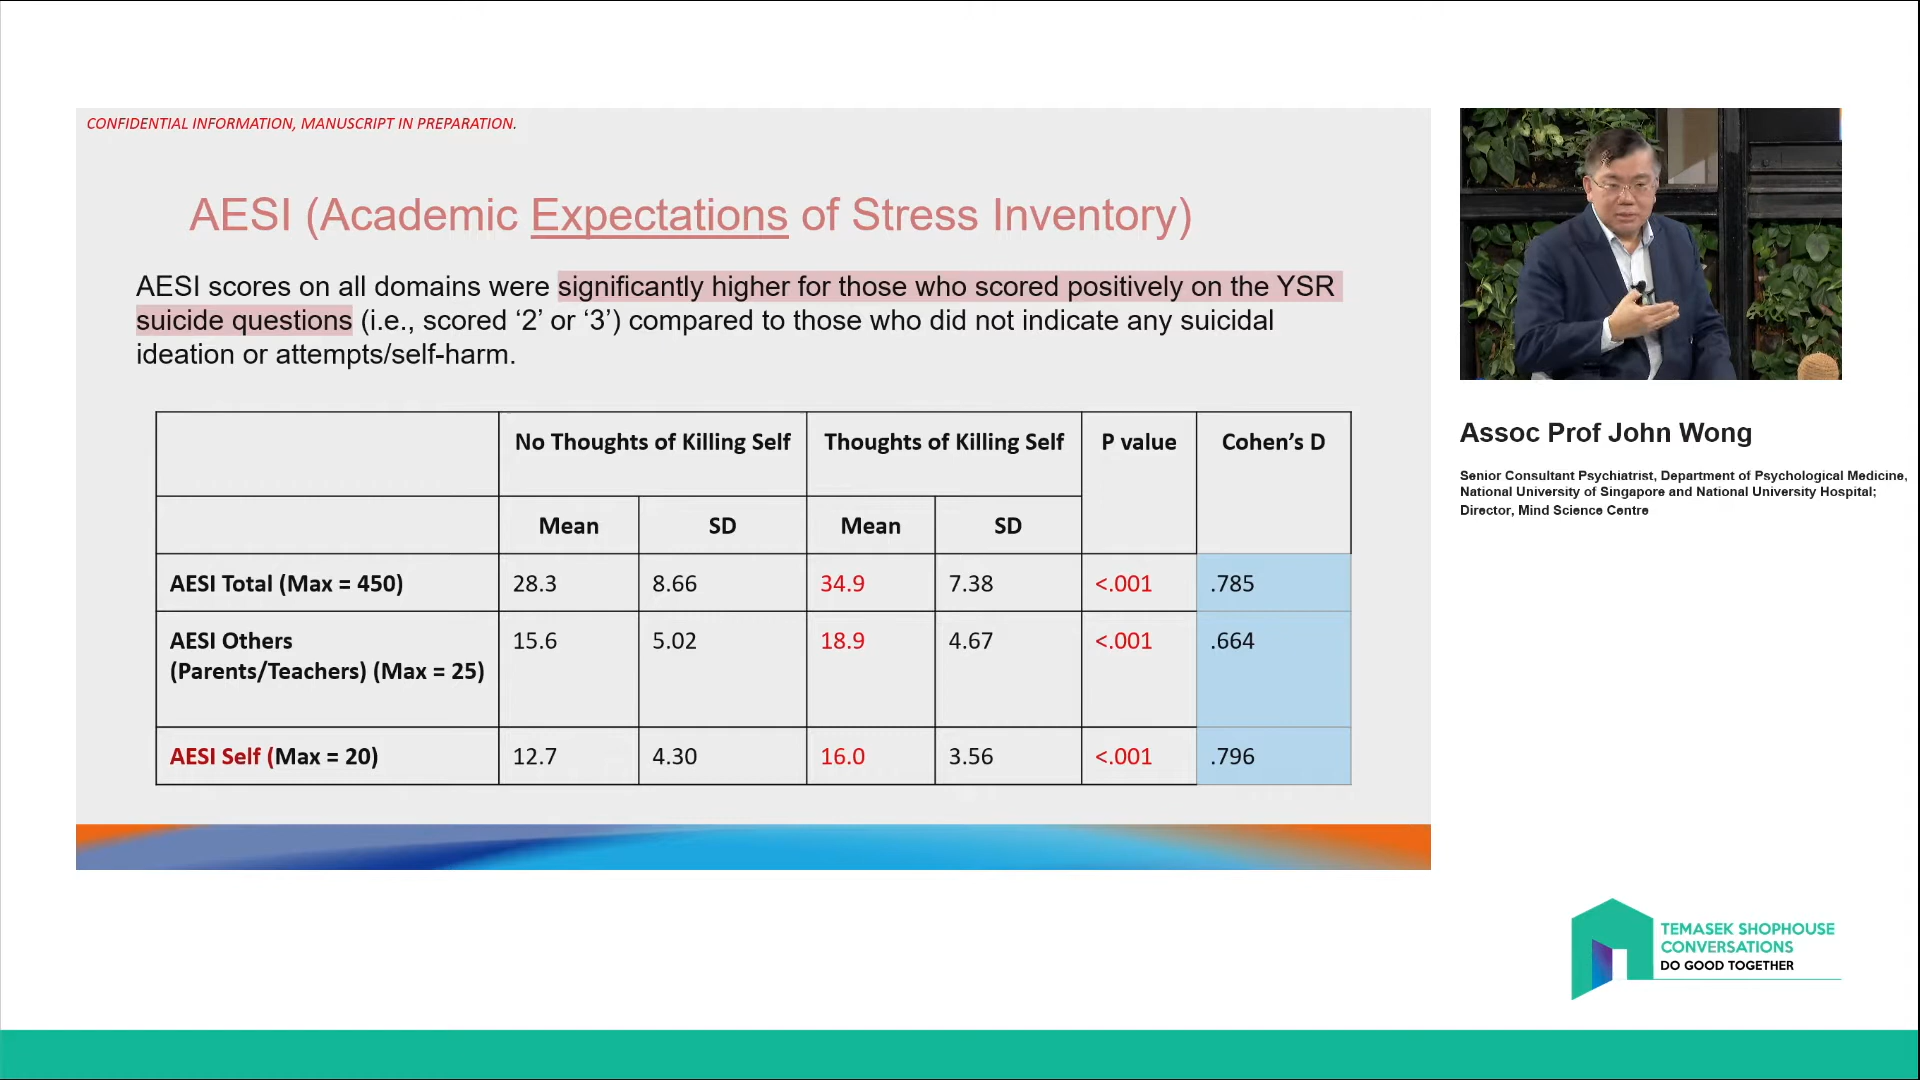 CONFIDENTIAL INFORMATION, MANUSCRIPT IN PREPARATION.
AESI (Academic Expectations of Stress Inventory)
AESI scores on all domains were significantly higher for those who scored positively on the YSR
suicide questions (i.e., scored ‘2’ or ‘3’) compared to those who did not indicate any suicidal
ideation or attempts/self-harm.
No Thoughts of Killing Self Thoughts of Killing Self P value Cohen’s D
Mean SD Mean SD
AESI Total (Max = 450) 28.3 8.66 34.9 7.38 <.001 .785
AESI Others 15.6 5.02 18.9 4.67 <.001 .664
(Parents/Teachers) (Max = 25)
AESI Self (Max = 20) 12.7 4.30 16.0 3.56 <.001 .796
Assoc Prof John Wong
Senior Consultant Psychiatrist, Department of Psychological Medicine,
National University of Singapore and National University Hospital;
Director, Mind Science Centre
TEMASEK SHOPHOUSE
CONVERSATIONS
DO GOOD TOGETHER